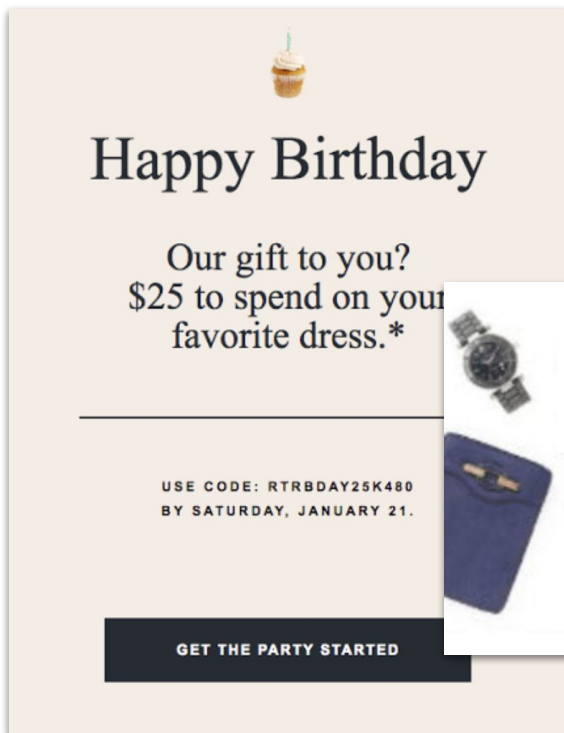 Happy Birthday
Our gift to you?
$25 to spend on your
favorite dress.*
USE CODE: RTRBDAY25K480
BY SATURDAY, JANUARY 21.
GET THE PARTY STARTED